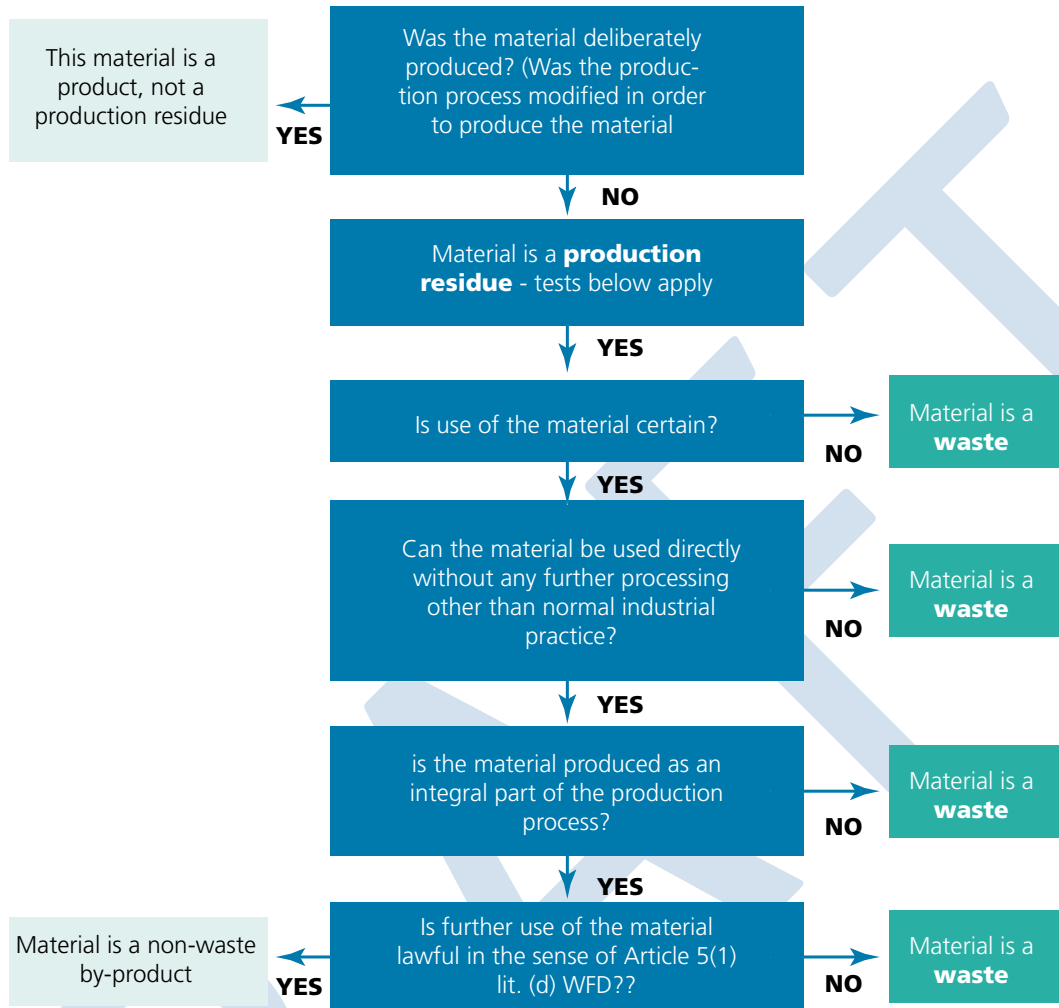 This material is a
product, not a
production residue
YES
Was the material deliberately
produced? (Was the produc-
tion process modified in order
to produce the material
NO
Material is a production
residue - tests below apply
YES
Is use of the material certain?
NO
Material is a
waste
YES
Can the material be used directly
without any further processing
other than normal industrial
practice?
NO
Material is a
waste
YES
is the material produced as an
integral part of the production
process?
NO
Material is a
waste
YES
Is further use of the material
lawful in the sense of Article 5(1)
lit. (d) WFD??
NO
Material is a
waste
YES
Material is a non-waste
by-product